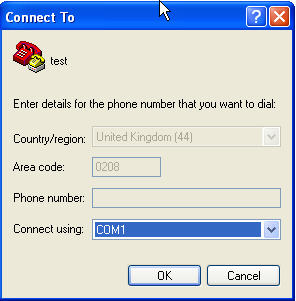 Connect To
test
Enter details for the phone number that you want to dial:
Country/region: United Kingdom (44)
Area code: 0208
Phone number:
Connect using: COM1
OK Cancel